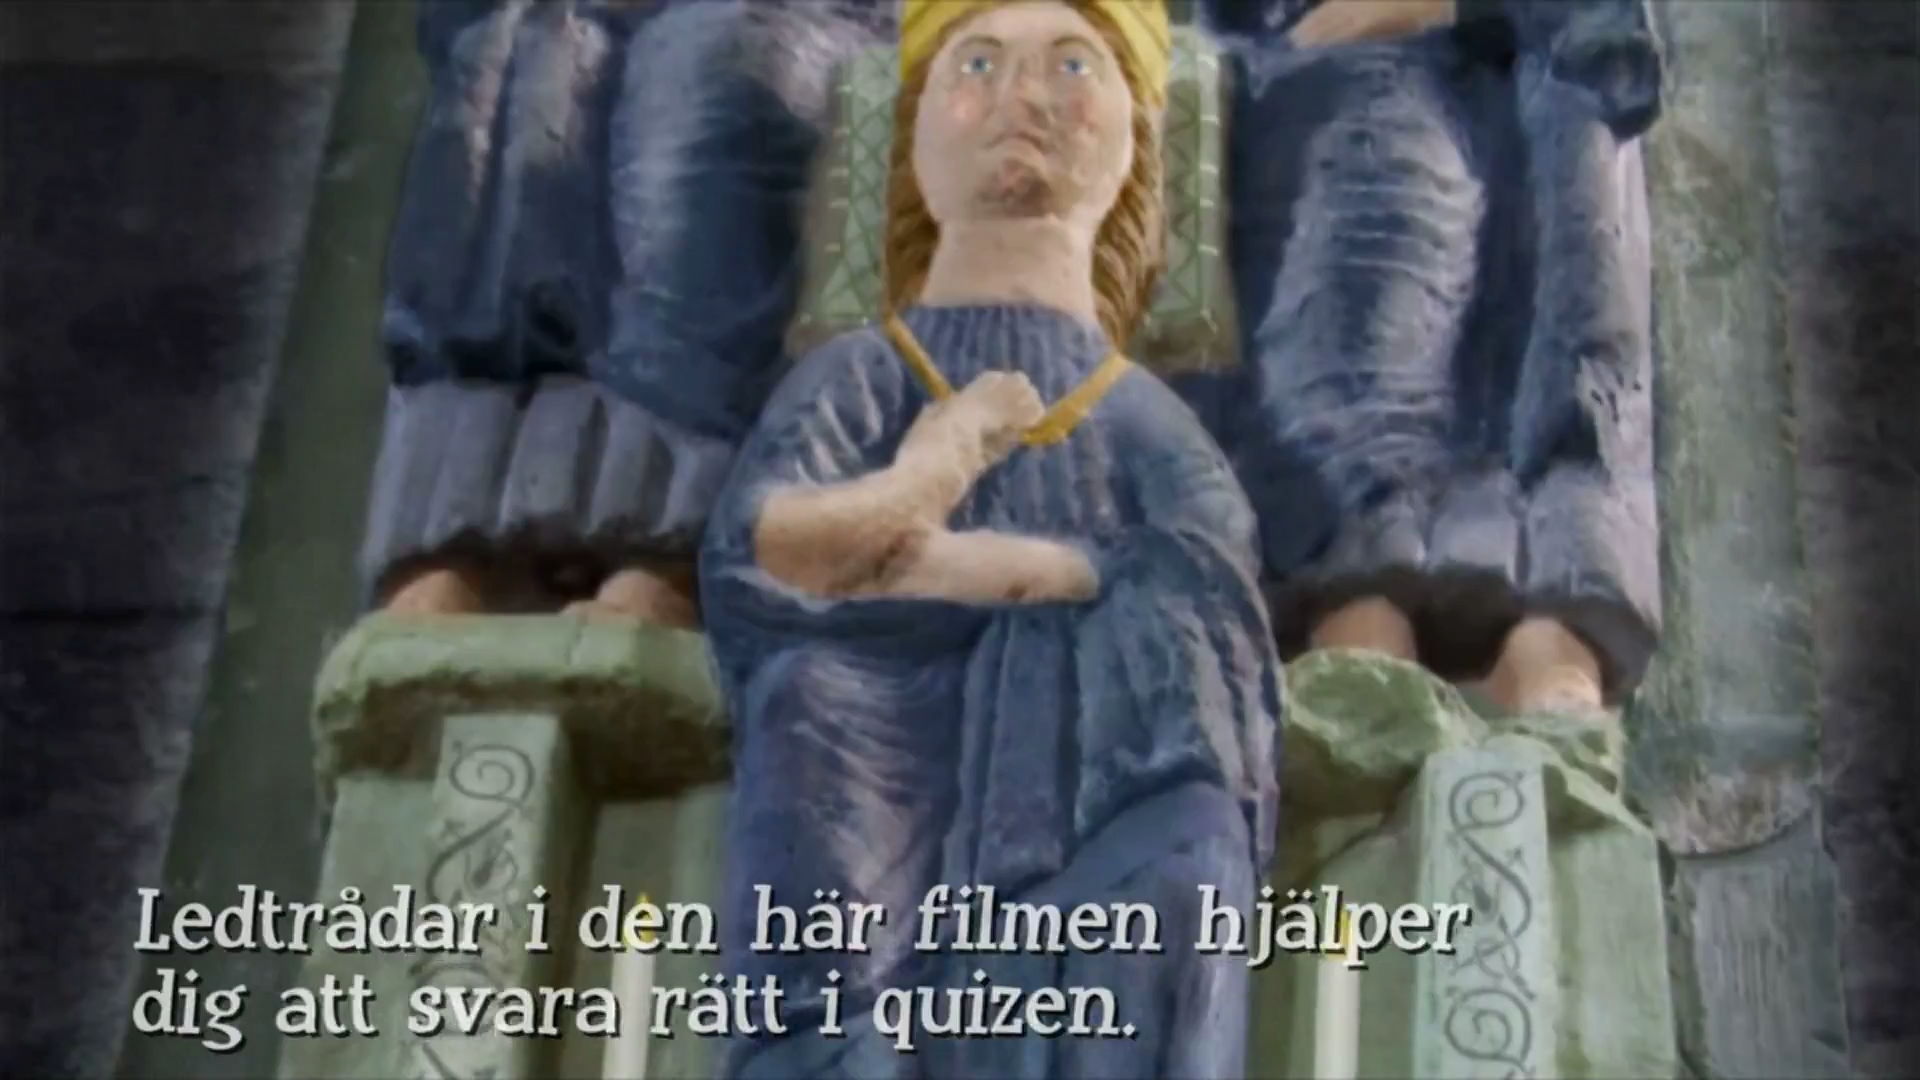 Ledtrådar i den här filmen hjälper
dig att svara rätt i quizen.